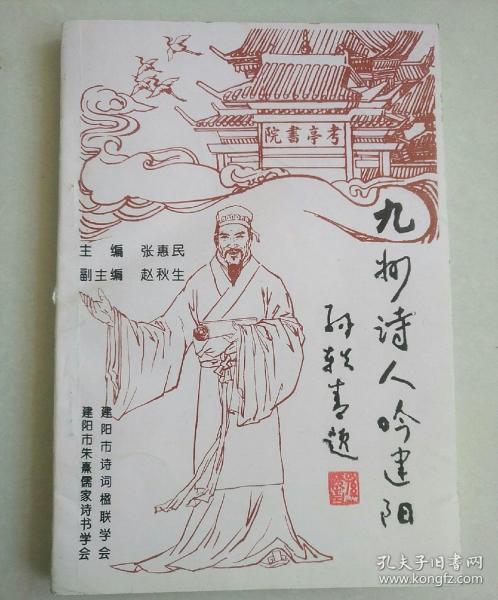 考亭書院
九州诗人吟建阳
孙轶青题
主编 张惠民
副主编 赵秋生
建阳市诗词楹联学会
建阳市朱熹儒家诗书学会
孔夫子旧书网
www.kongfz.com